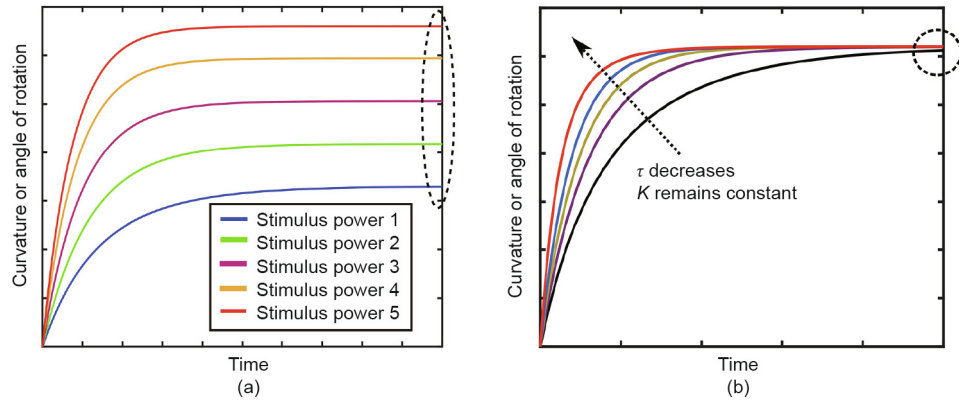 Curvature or angle of rotation
Stimulus power 1
Stimulus power 2
Stimulus power 3
Stimulus power 4
Stimulus power 5
Time
(a)
Curvature or angle of rotation
τ decreases
K remains constant
Time
(b)